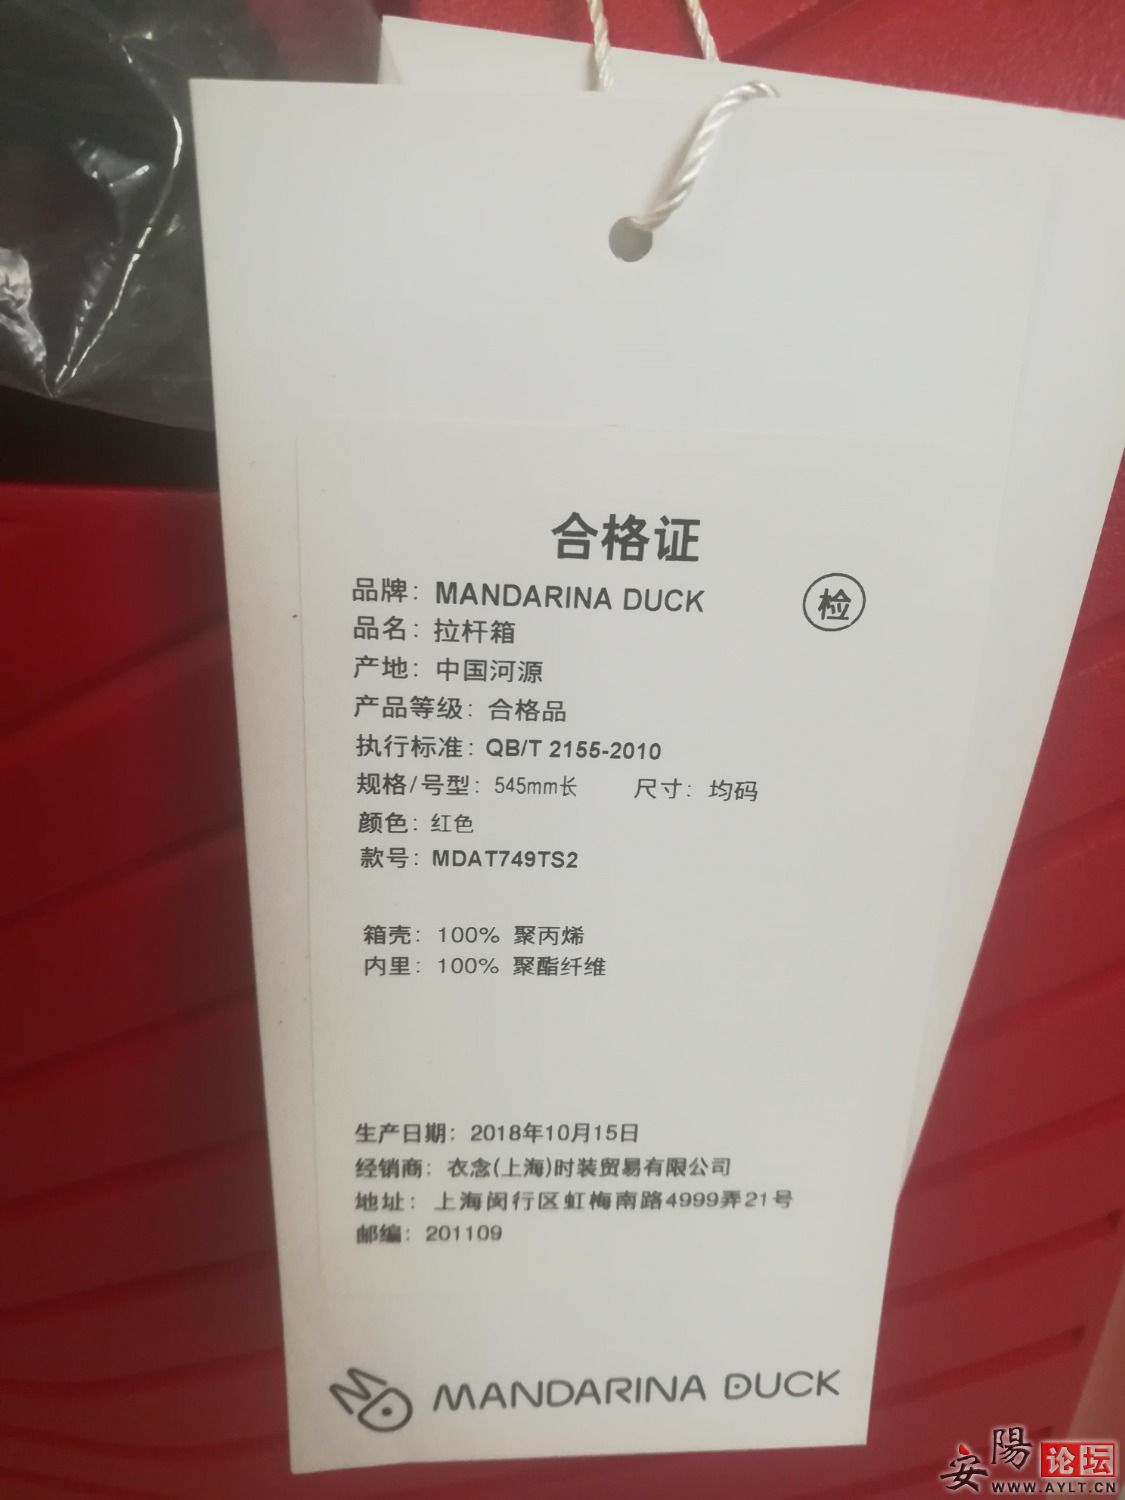 合格证
品牌：MANDARINA DUCK
检
品名：拉杆箱
产地：中国河源
产品等级：合格品
执行标准：QB/T 2155-2010
规格/号型：545mm长 尺寸：均码
颜色：红色
款号：MDAT749TS2
箱壳：100% 聚丙烯
内里：100% 聚酯纤维
生产日期：2018年10月15日
经销商：衣念(上海)时装贸易有限公司
地址：上海闵行区虹梅南路4999弄21号
邮编：201109
MD MANDARINA DUCK
安陽论坛
WWW.AYLT.CN